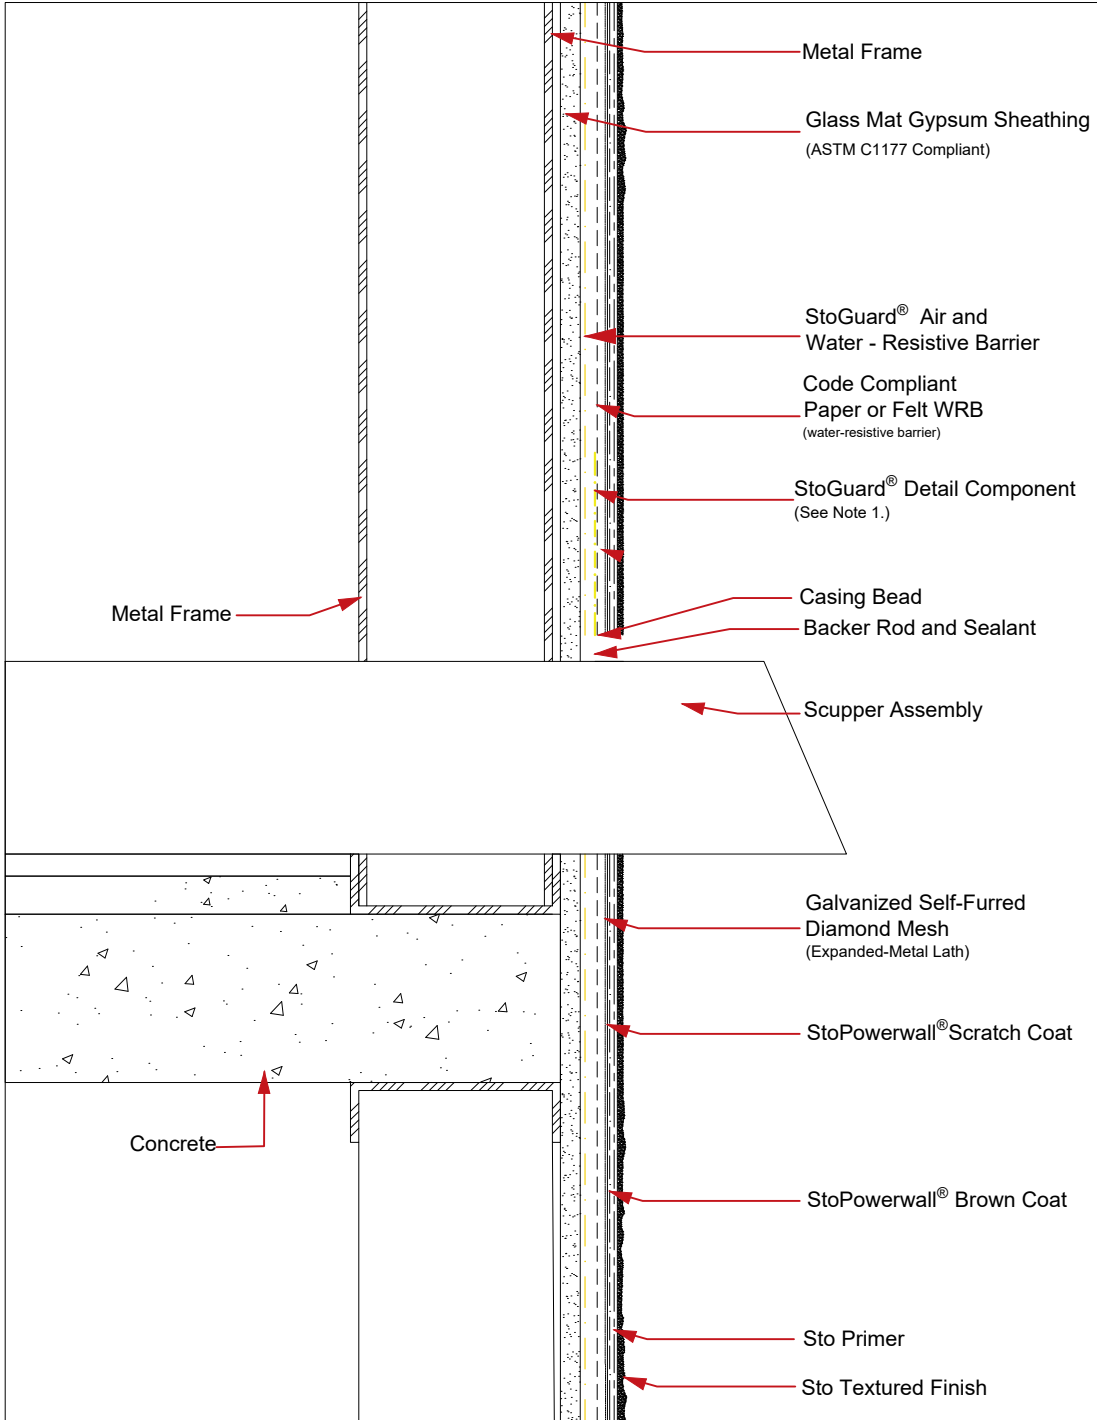 Metal Frame
Glass Mat Gypsum Sheathing
(ASTM C1177 Compliant)
StoGuard® Air and
Water - Resistive Barrier
Code Compliant
Paper or Felt WRB
(water-resistive barrier)
StoGuard® Detail Component
(See Note 1.)
Casing Bead
Metal Frame
Backer Rod and Sealant
Scupper Assembly
Galvanized Self-Furred
Diamond Mesh
(Expanded-Metal Lath)
StoPowerwall®Scratch Coat
Concrete
StoPowerwall® Brown Coat
Sto Primer
Sto Textured Finish